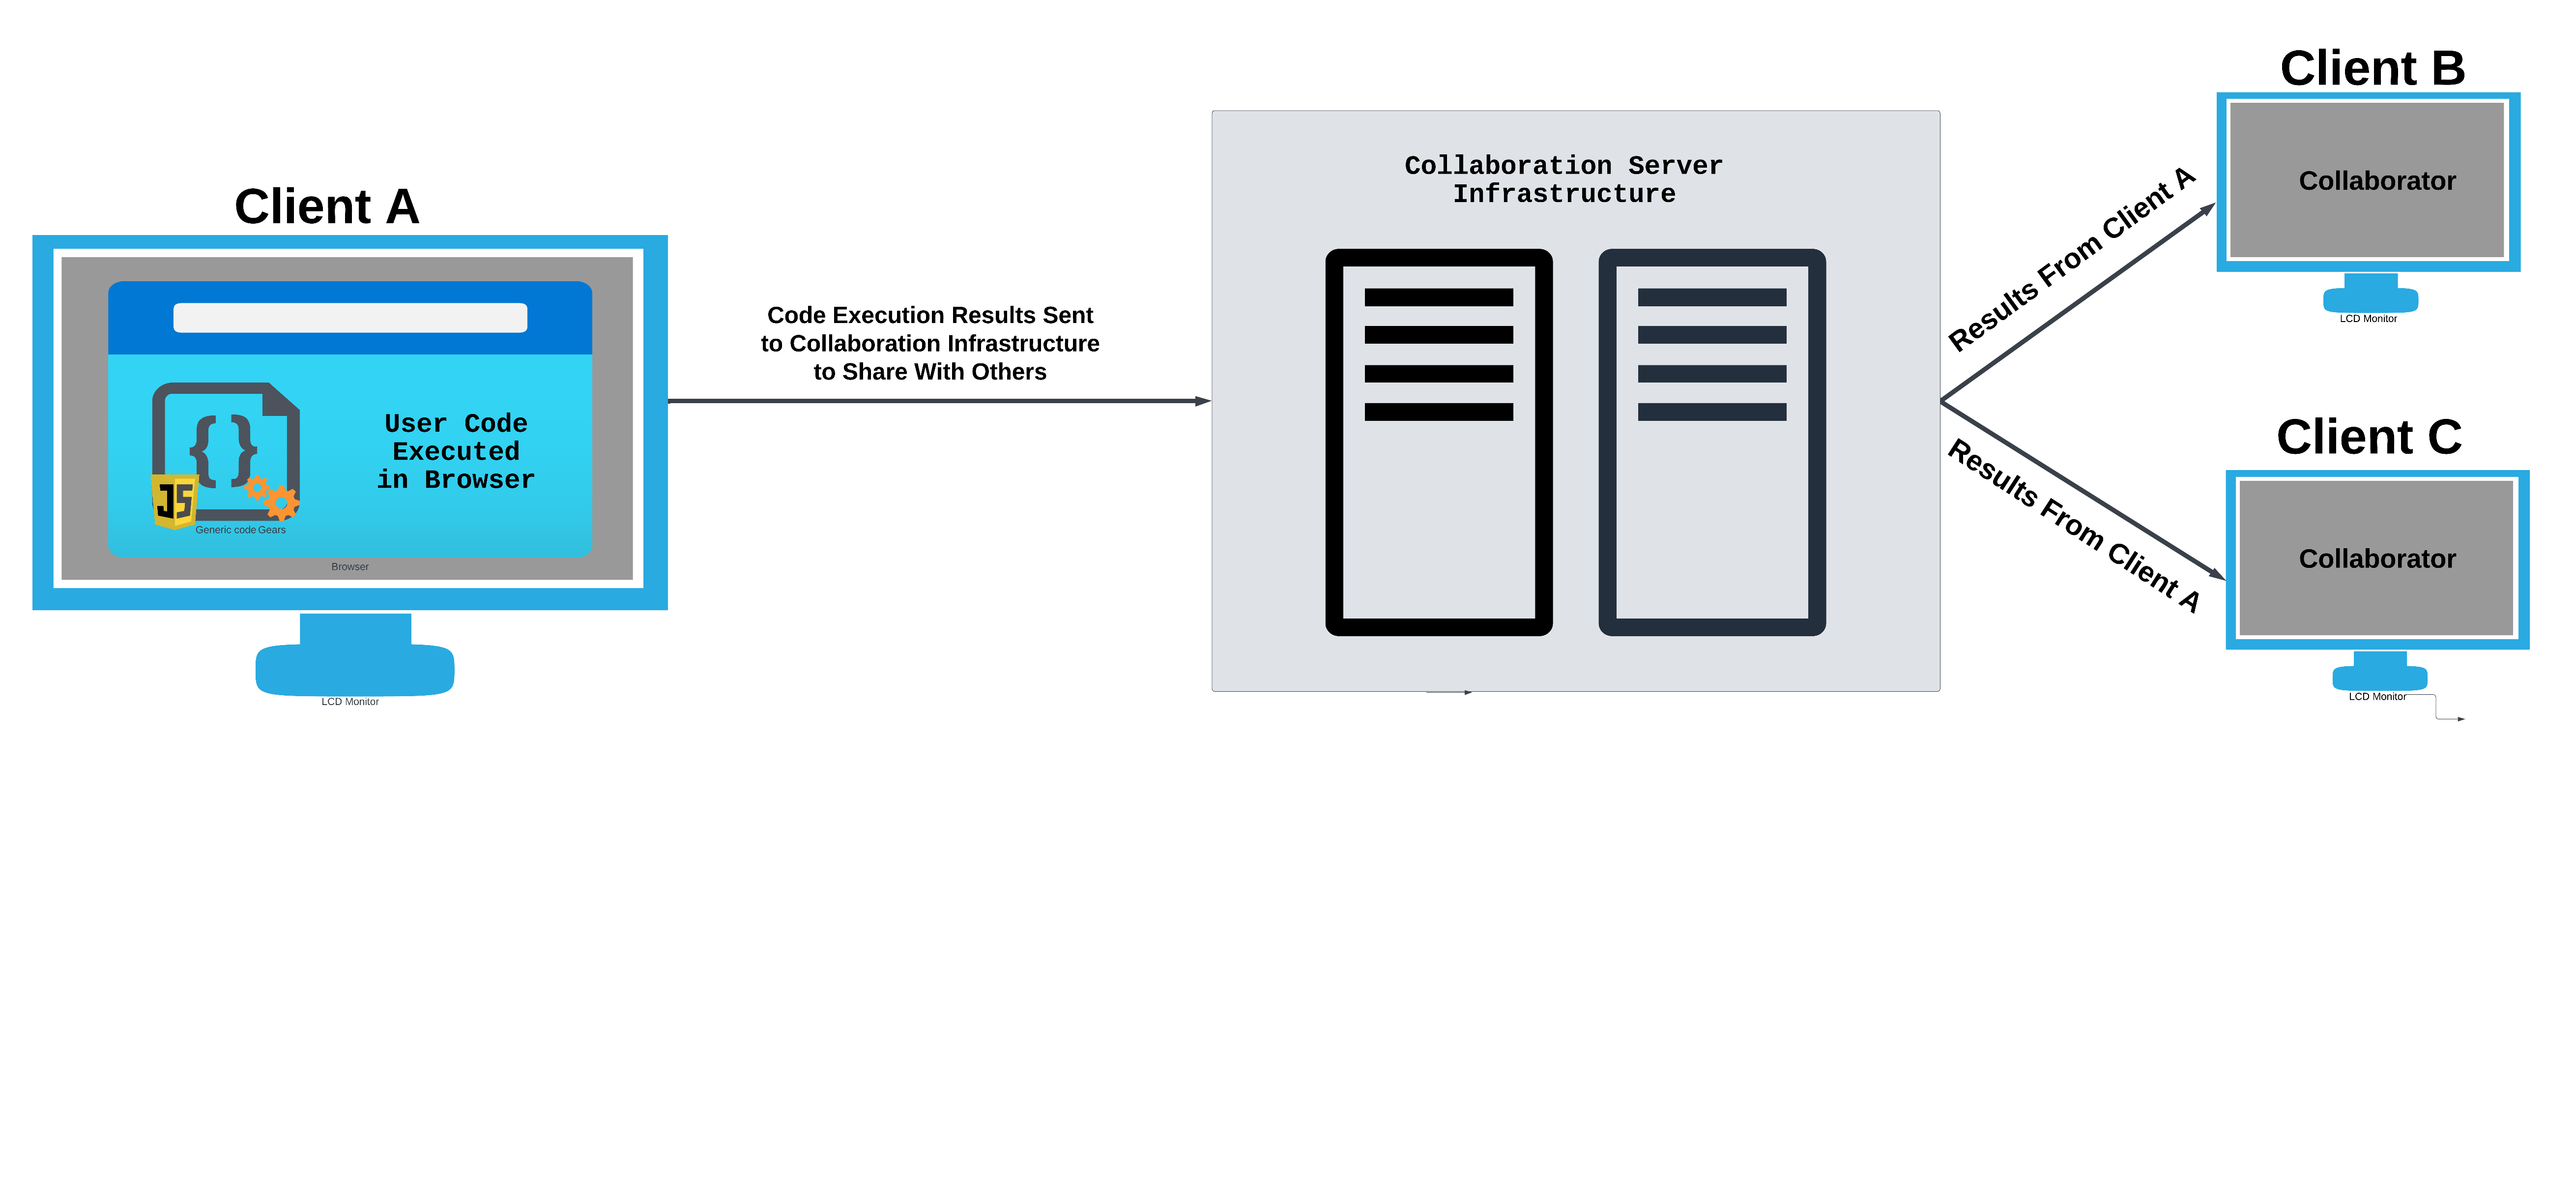 Client A
User Code
Executed
in Browser
{}
JS
Generic code Gears
Browser
LCD Monitor
Code Execution Results Sent
to Collaboration Infrastructure
to Share With Others
Collaboration Server
Infrastructure
Results From Client A
Results From Client A
Client B
Collaborator
LCD Monitor
Client C
Collaborator
LCD Monitor